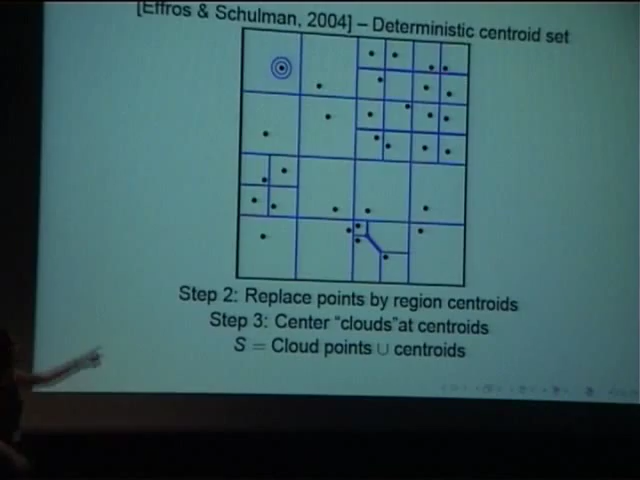 [Effros & Schulman, 2004] – Deterministic centroid set
Step 2: Replace points by region centroids
Step 3: Center "clouds"at centroids
S = Cloud points ∪ centroids